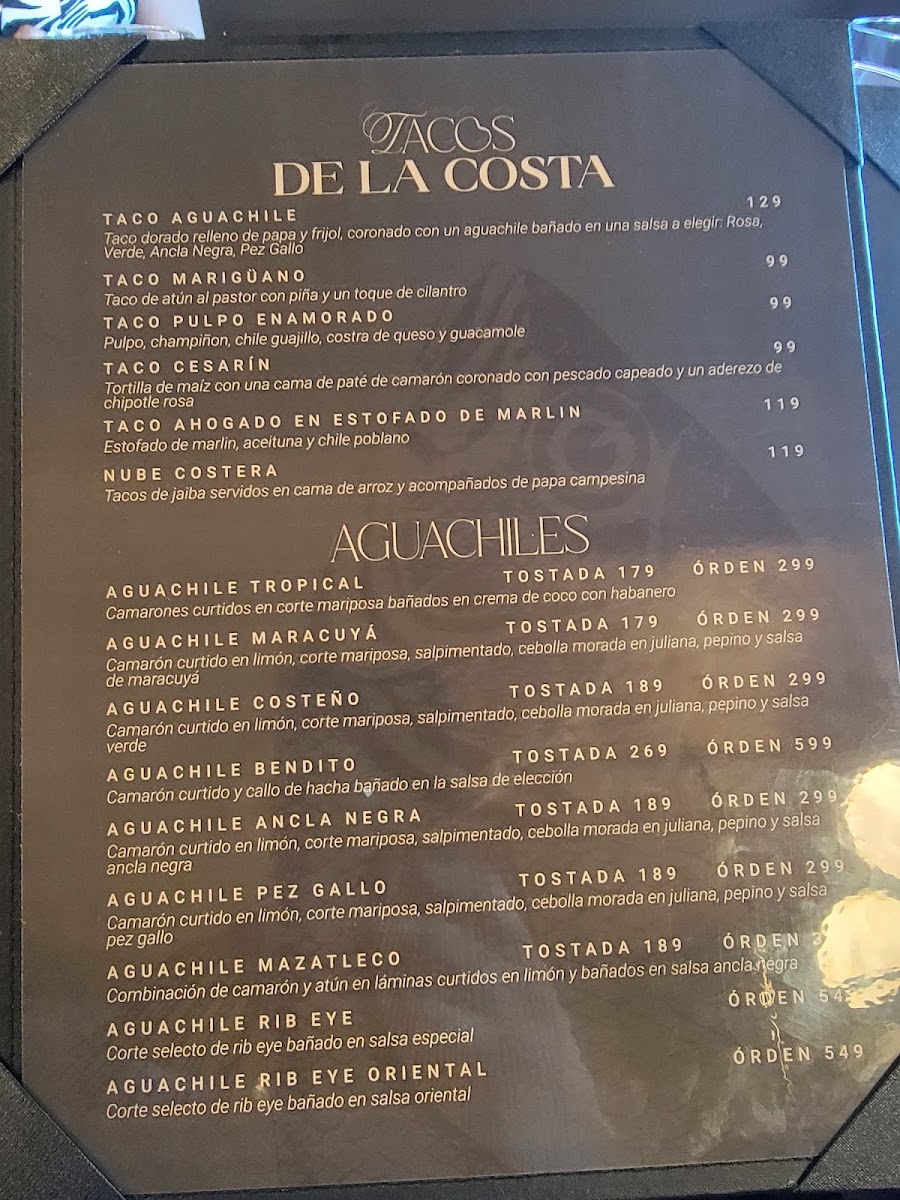 TACOS
DE LA COSTA
TACO AGUACHILE 129
Taco dorado relleno de papa y frijol, coronado con un aguachile bañado en una salsa a elegir: Rosa,
Verde, Ancla Negra, Pez Gallo
TACO MARIGÜANO 99
Taco de atún al pastor con piña y un toque de cilantro
TACO PULPO ENAMORADO 99
Pulpo, champiñon, chile guajillo, costra de queso y guacamole
TACO CESARÍN 99
Tortilla de maíz con una cama de paté de camarón coronado con pescado capeado y un aderezo de
chipotle rosa
TACO AHOGADO EN ESTOFADO DE MARLIN 119
Estofado de marlin, aceituna y chile poblano
NUBE COSTERA 119
Tacos de jaiba servidos en cama de arroz y acompañados de papa campesina
AGUACHILES
AGUACHILE TROPICAL TOSTADA 179 ÓRDEN 299
Camarones curtidos en corte mariposa bañados en crema de coco con habanero
AGUACHILE MARACUYÁ TOSTADA 179 ÓRDEN 299
Camarón curtido en limón, corte mariposa, salpimentado, cebolla morada en juliana, pepino y salsa
de maracuyá
AGUACHILE COSTEÑO TOSTADA 189 ÓRDEN 299
Camarón curtido en limón, corte mariposa, salpimentado, cebolla morada en juliana, pepino y salsa
verde
AGUACHILE BENDITO TOSTADA 269 ÓRDEN 599
Camarón curtido y callo de hacha bañado en la salsa de elección
AGUACHILE ANCLA NEGRA TOSTADA 189 ÓRDEN 299
Camarón curtido en limón, corte mariposa, salpimentado, cebolla morada en juliana, pepino y salsa
ancla negra
AGUACHILE PEZ GALLO TOSTADA 189 ÓRDEN 299
Camarón curtido en limón, corte mariposa, salpimentado, cebolla morada en juliana, pepino y salsa
pez gallo
AGUACHILE MAZATLECO TOSTADA 189 ÓRDEN
Combinación de camarón y atún en láminas curtidos en limón y bañados en salsa ancla negra
AGUACHILE RIB EYE ÓRDEN
Corte selecto de rib eye bañado en salsa especial
AGUACHILE RIB EYE ORIENTAL ÓRDEN 549
Corte selecto de rib eye bañado en salsa oriental